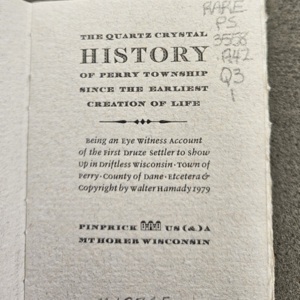 RARE
PS
3558
A42
Q3
1
THE QUARTZ CRYSTAL
HISTORY
OF PERRY TOWNSHIP
SINCE THE EARLIEST
CREATION OF LIFE
Being an Eye Witness Account
of the First Druze Settler to show
Up in Driftless Wisconsin · Town of
Perry · County of Dane · Etcetera &
Copyright by Walter Hamady 1979
PINPRICK US (&) A
MT HOREB WISCONSIN